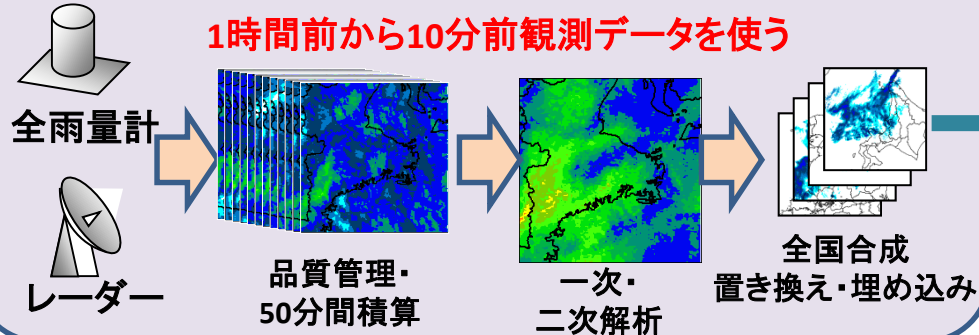 1時間前から10分前観測データを使う
全雨量計
レーダー
品質管理・
50分間積算
一次・
二次解析
全国合成
置き換え・埋め込み